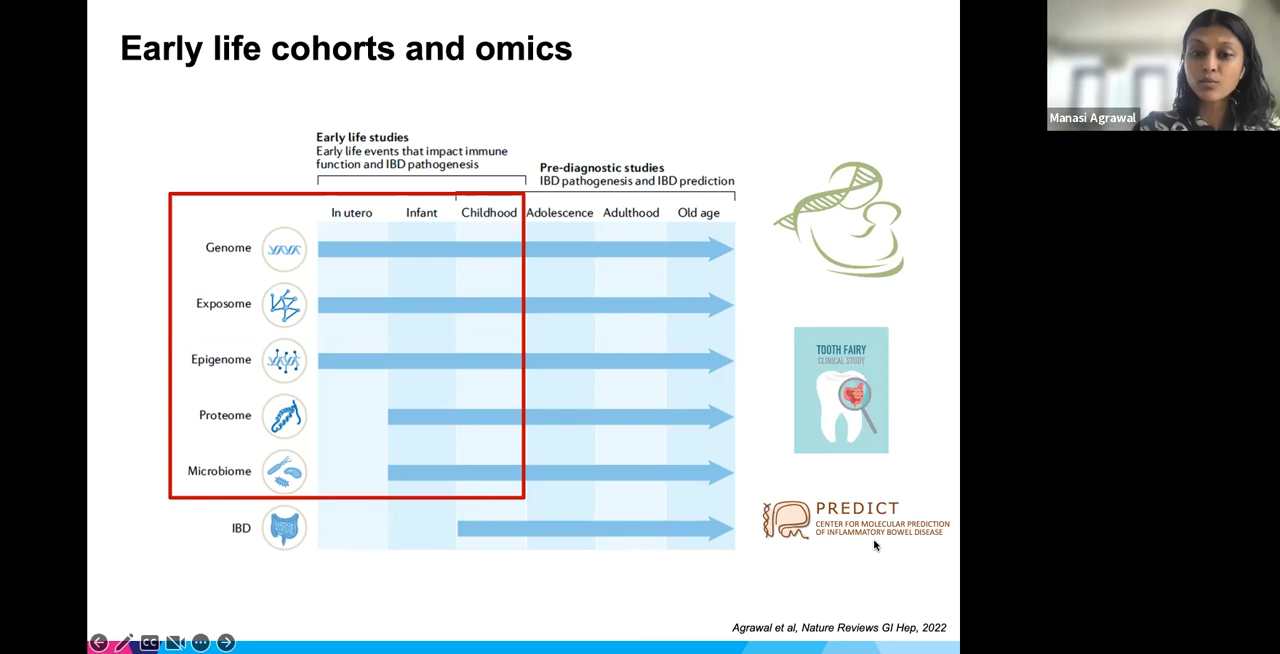 Early life cohorts and omics
Manasi Agrawal
Early life studies
Early life events that impact immune
function and IBD pathogenesis
Pre-diagnostic studies
IBD pathogenesis and IBD prediction
In utero Infant Childhood Adolescence Adulthood Old age
Genome
Exposome
Epigenome
Proteome
Microbiome
IBD
TOOTH FAIRY
CLINICAL STUDY
PREDICT
CENTER FOR MOLECULAR PREDICTION
OF INFLAMMATORY BOWEL DISEASE
Agrawal et al, Nature Reviews GI Hep, 2022
CC